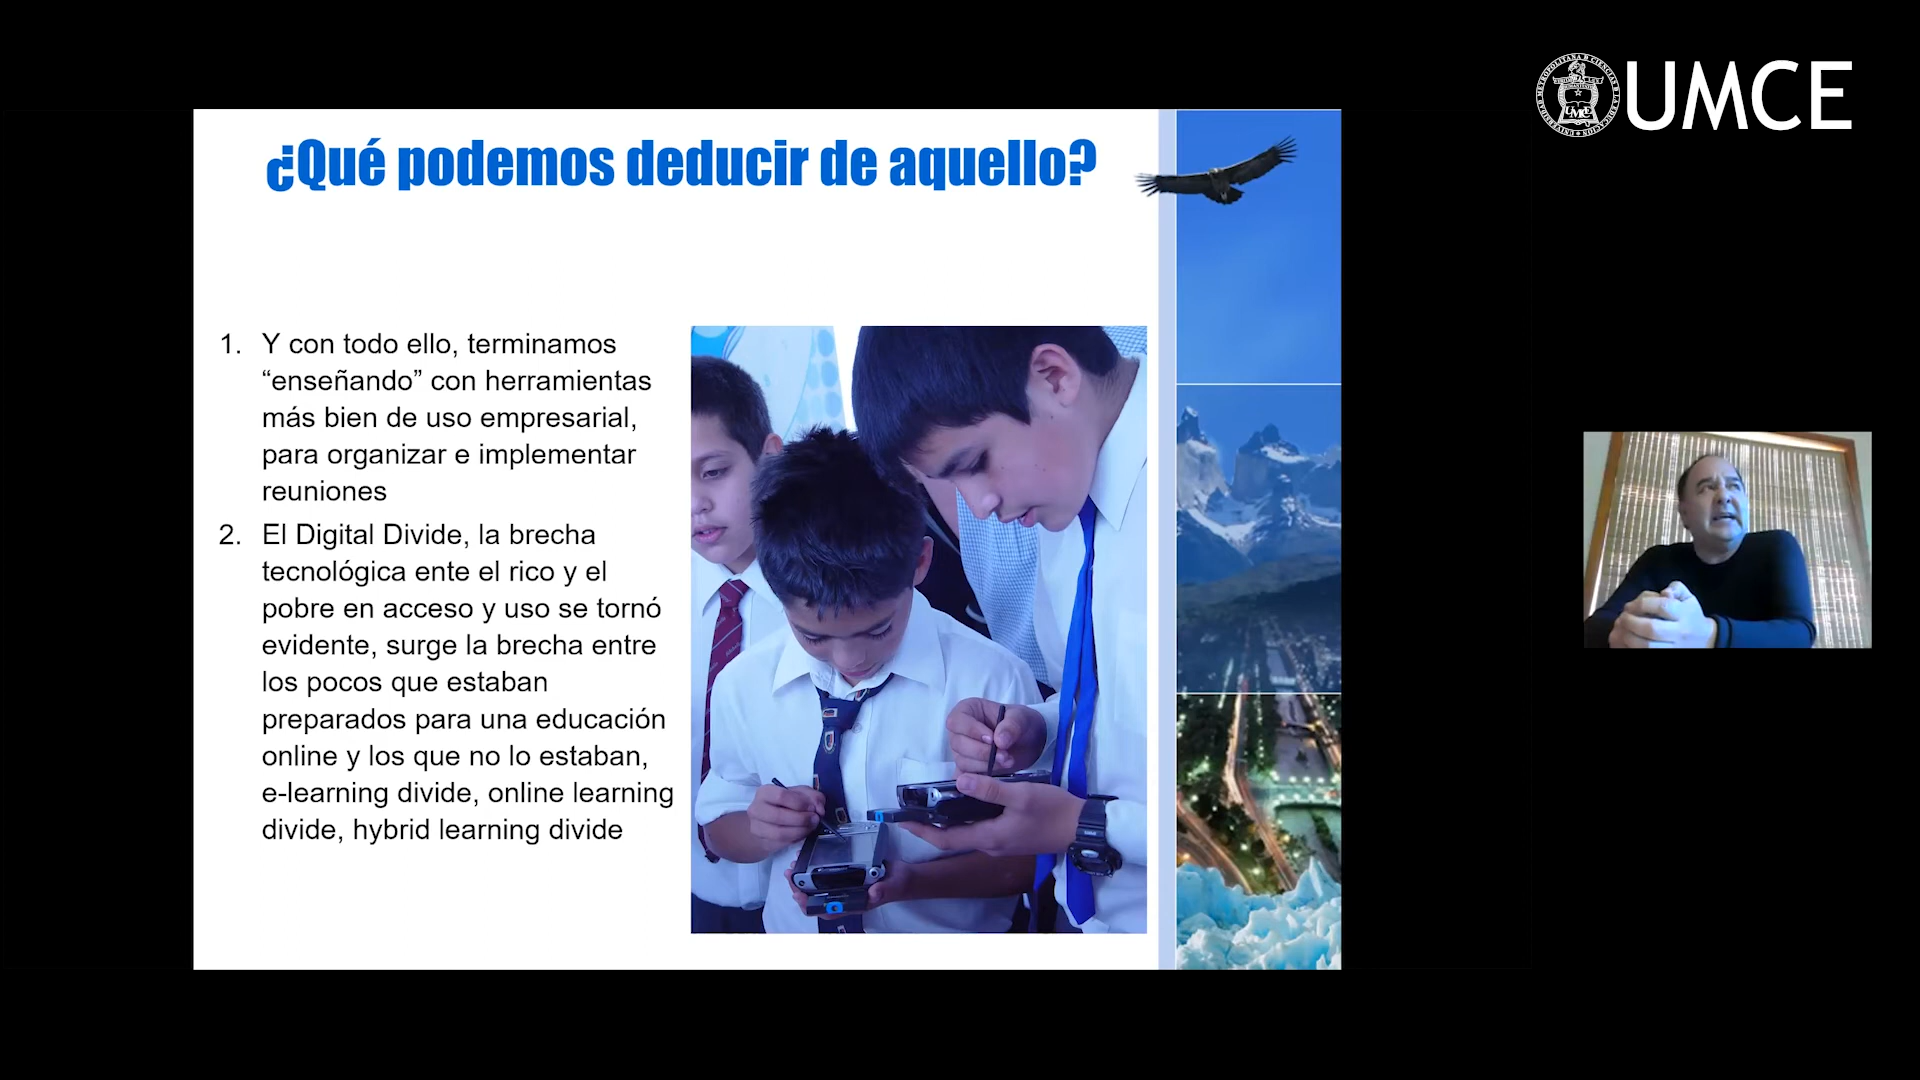 UMCE
¿Qué podemos deducir de aquello?
1. Y con todo ello, terminamos
“enseñando” con herramientas
más bien de uso empresarial,
para organizar e implementar
reuniones
2. El Digital Divide, la brecha
tecnológica ente el rico y el
pobre en acceso y uso se tornó
evidente, surge la brecha entre
los pocos que estaban
preparados para una educación
online y los que no lo estaban,
e-learning divide, online learning
divide, hybrid learning divide